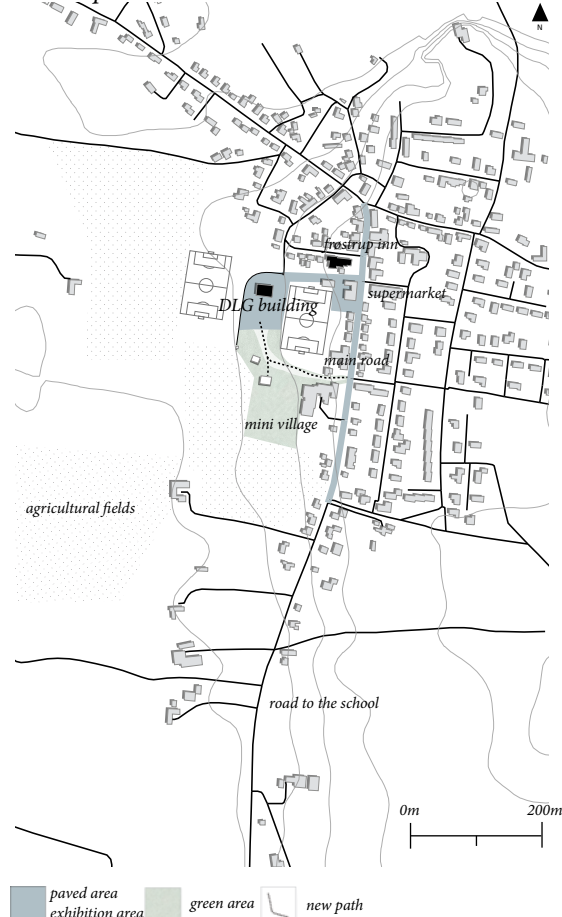 N
frøstrup inn
supermarket
DLG building
main road
mini village
agricultural fields
road to the school
0m 200m
paved area
exhibition area
green area
new path